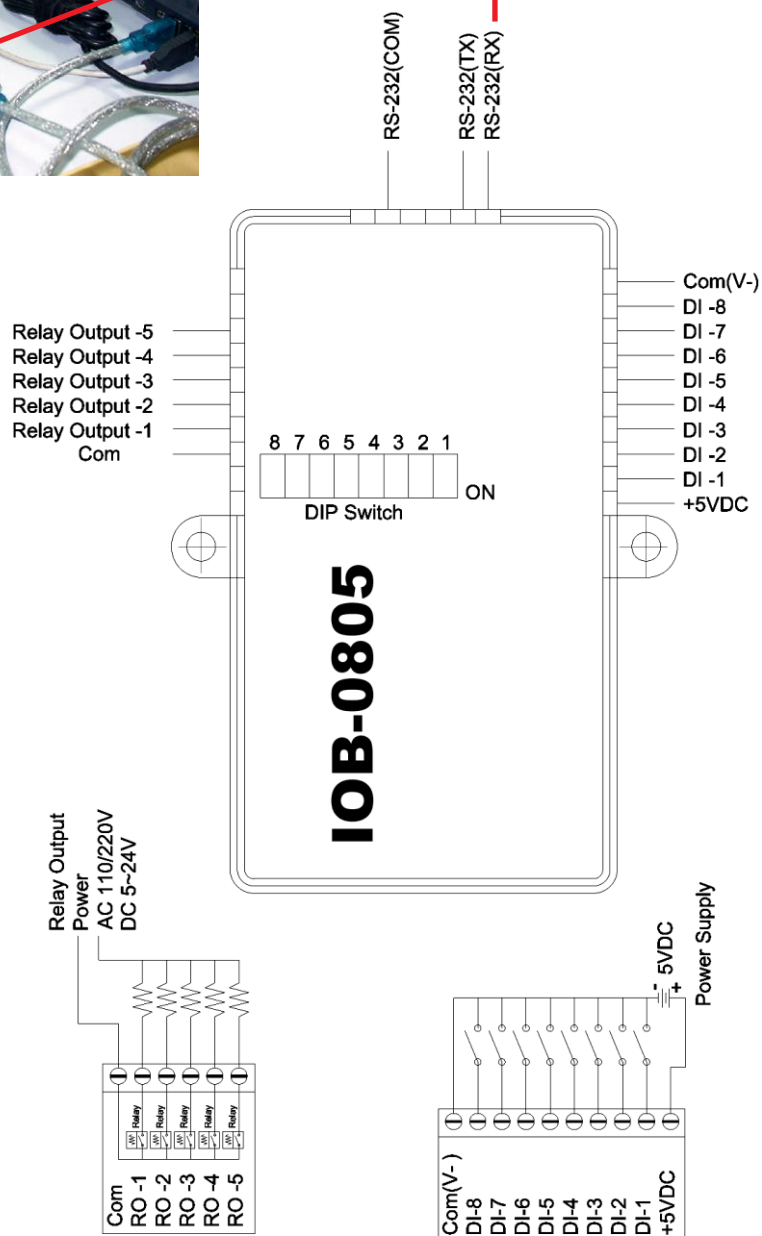 RS-232(COM)
RS-232(TX)
RS-232(RX)
Com(V-)
DI -8
DI -7
DI -6
DI -5
DI -4
DI -3
DI -2
DI -1
+5VDC
Relay Output -5
Relay Output -4
Relay Output -3
Relay Output -2
Relay Output -1
Com
8 7 6 5 4 3 2 1
ON
DIP Switch
IOB-0805
Relay Output
Power
AC 110/220V
DC 5~24V
Relay
Relay
Relay
Relay
Relay
Com
RO -1
RO -2
RO -3
RO -4
RO -5
- 5VDC
+
Power Supply
Com(V- )
DI-8
DI-7
DI-6
DI-5
DI-4
DI-3
DI-2
DI-1
+5VDC